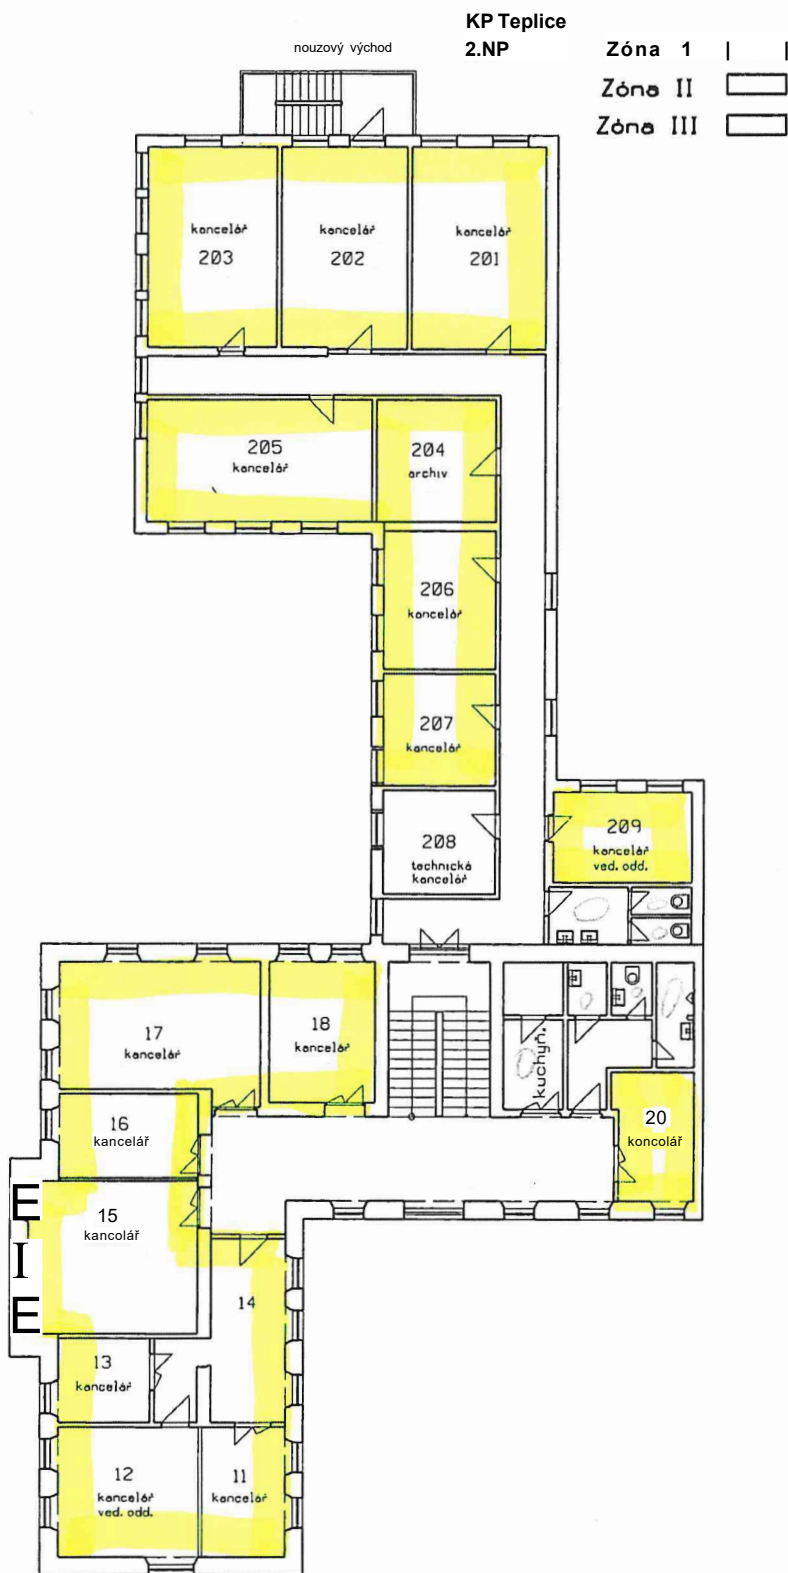 KP Teplice
nouzový východ
2.NP
Zóna 1
Zóna II
Zóna III
kancelář
203
kancelář
202
kancelář
201
205
kancelář
204
archiv
206
kancelář
207
kancelář
208
technická
kancelář
209
kancelář
ved. odd.
17
kancelář
18
kancelář
kuchyň.
16
kancelář
20
koncolář
E
I
E
15
kancolář
14
13
kancelář
12
kancelář
ved. odd.
11
kancelář